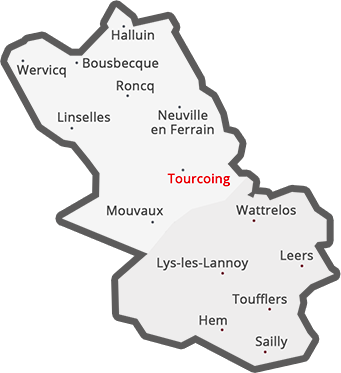 Halluin
Wervicq
Bousbecque
Roncq
Linselles
Neuville
en Ferrain
Tourcoing
Mouvaux
Wattrelos
Lys-les-Lannoy
Leers
Toufflers
Hem
Sailly